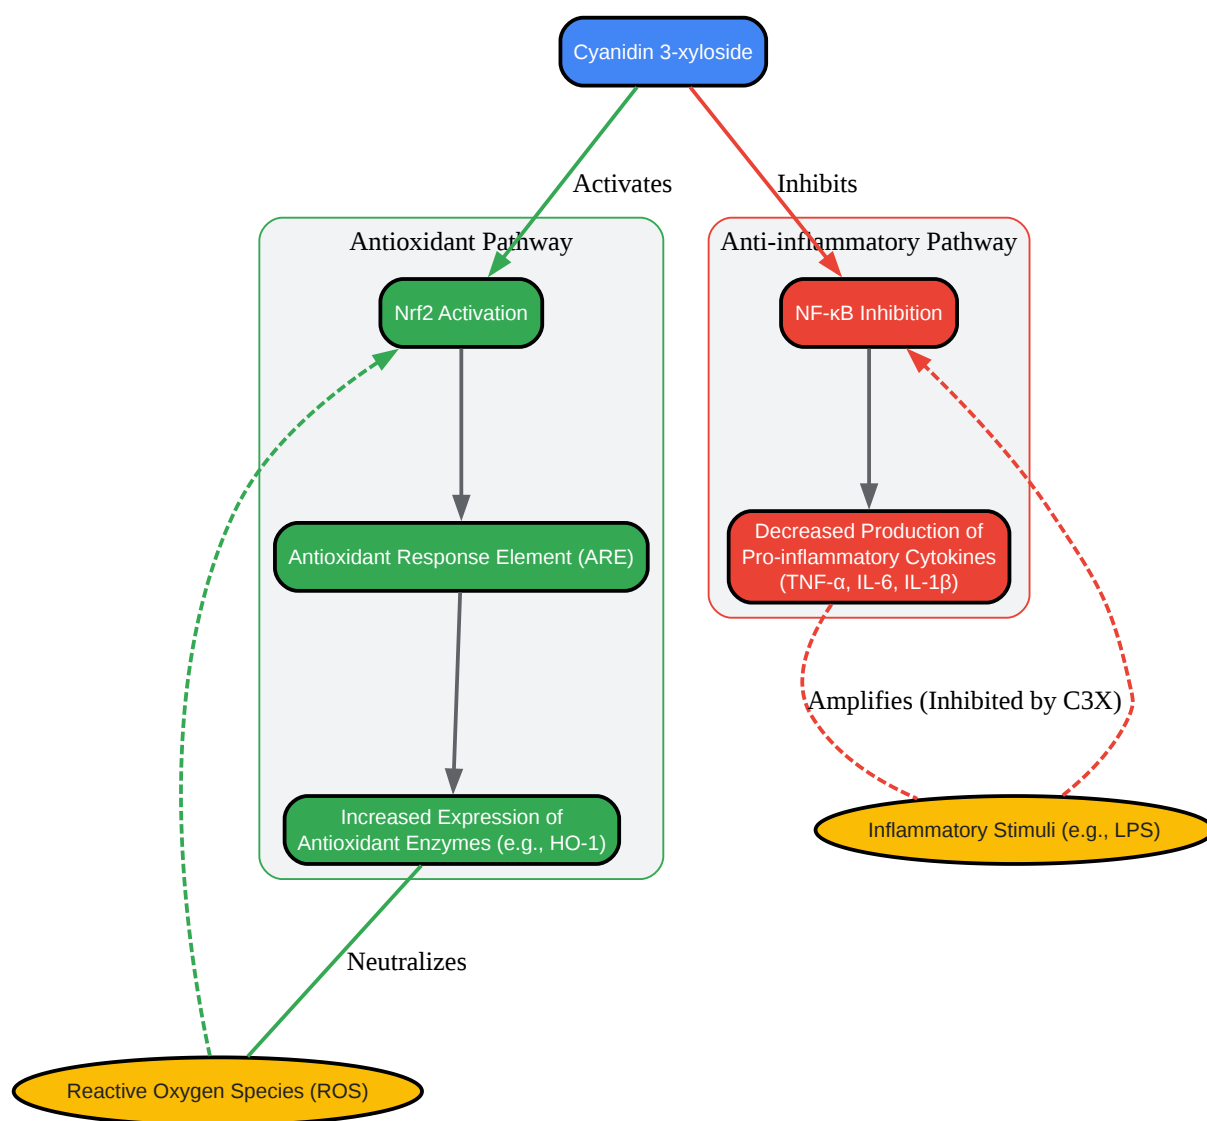 Cyanidin 3-xyloside
Activates
Inhibits
Antioxidant Pathway
Anti-inflammatory Pathway
Nrf2 Activation
NF-κB Inhibition
Antioxidant Response Element (ARE)
Decreased Production of
Pro-inflammatory Cytokines
(TNF-α, IL-6, IL-1β)
Amplifies (Inhibited by C3X)
Increased Expression of
Antioxidant Enzymes (e.g., HO-1)
Inflammatory Stimuli (e.g., LPS)
Neutralizes
Reactive Oxygen Species (ROS)